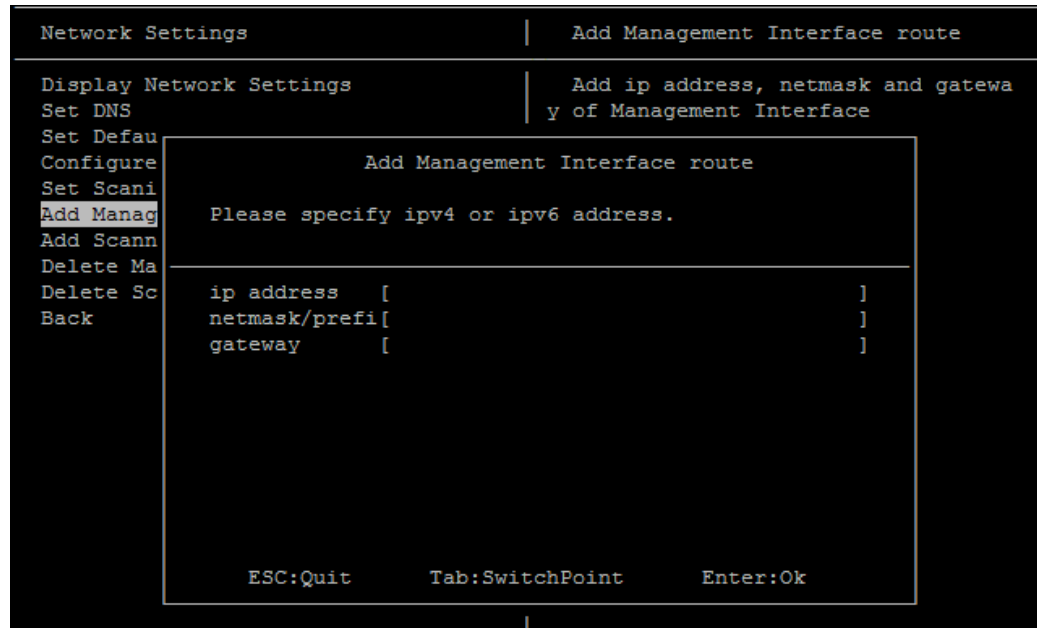 Network Settings
Add Management Interface route
Display Network Settings
Set DNS
Set Defau
Configure
Set Scani
Add Manag
Add Scann
Delete Ma
Delete Sc
Back
Add ip address, netmask and gatewa
y of Management Interface
Add Management Interface route
Please specify ipv4 or ipv6 address.
ip address [ ]
netmask/prefi[ ]
gateway [ ]
ESC:Quit Tab:SwitchPoint Enter:Ok